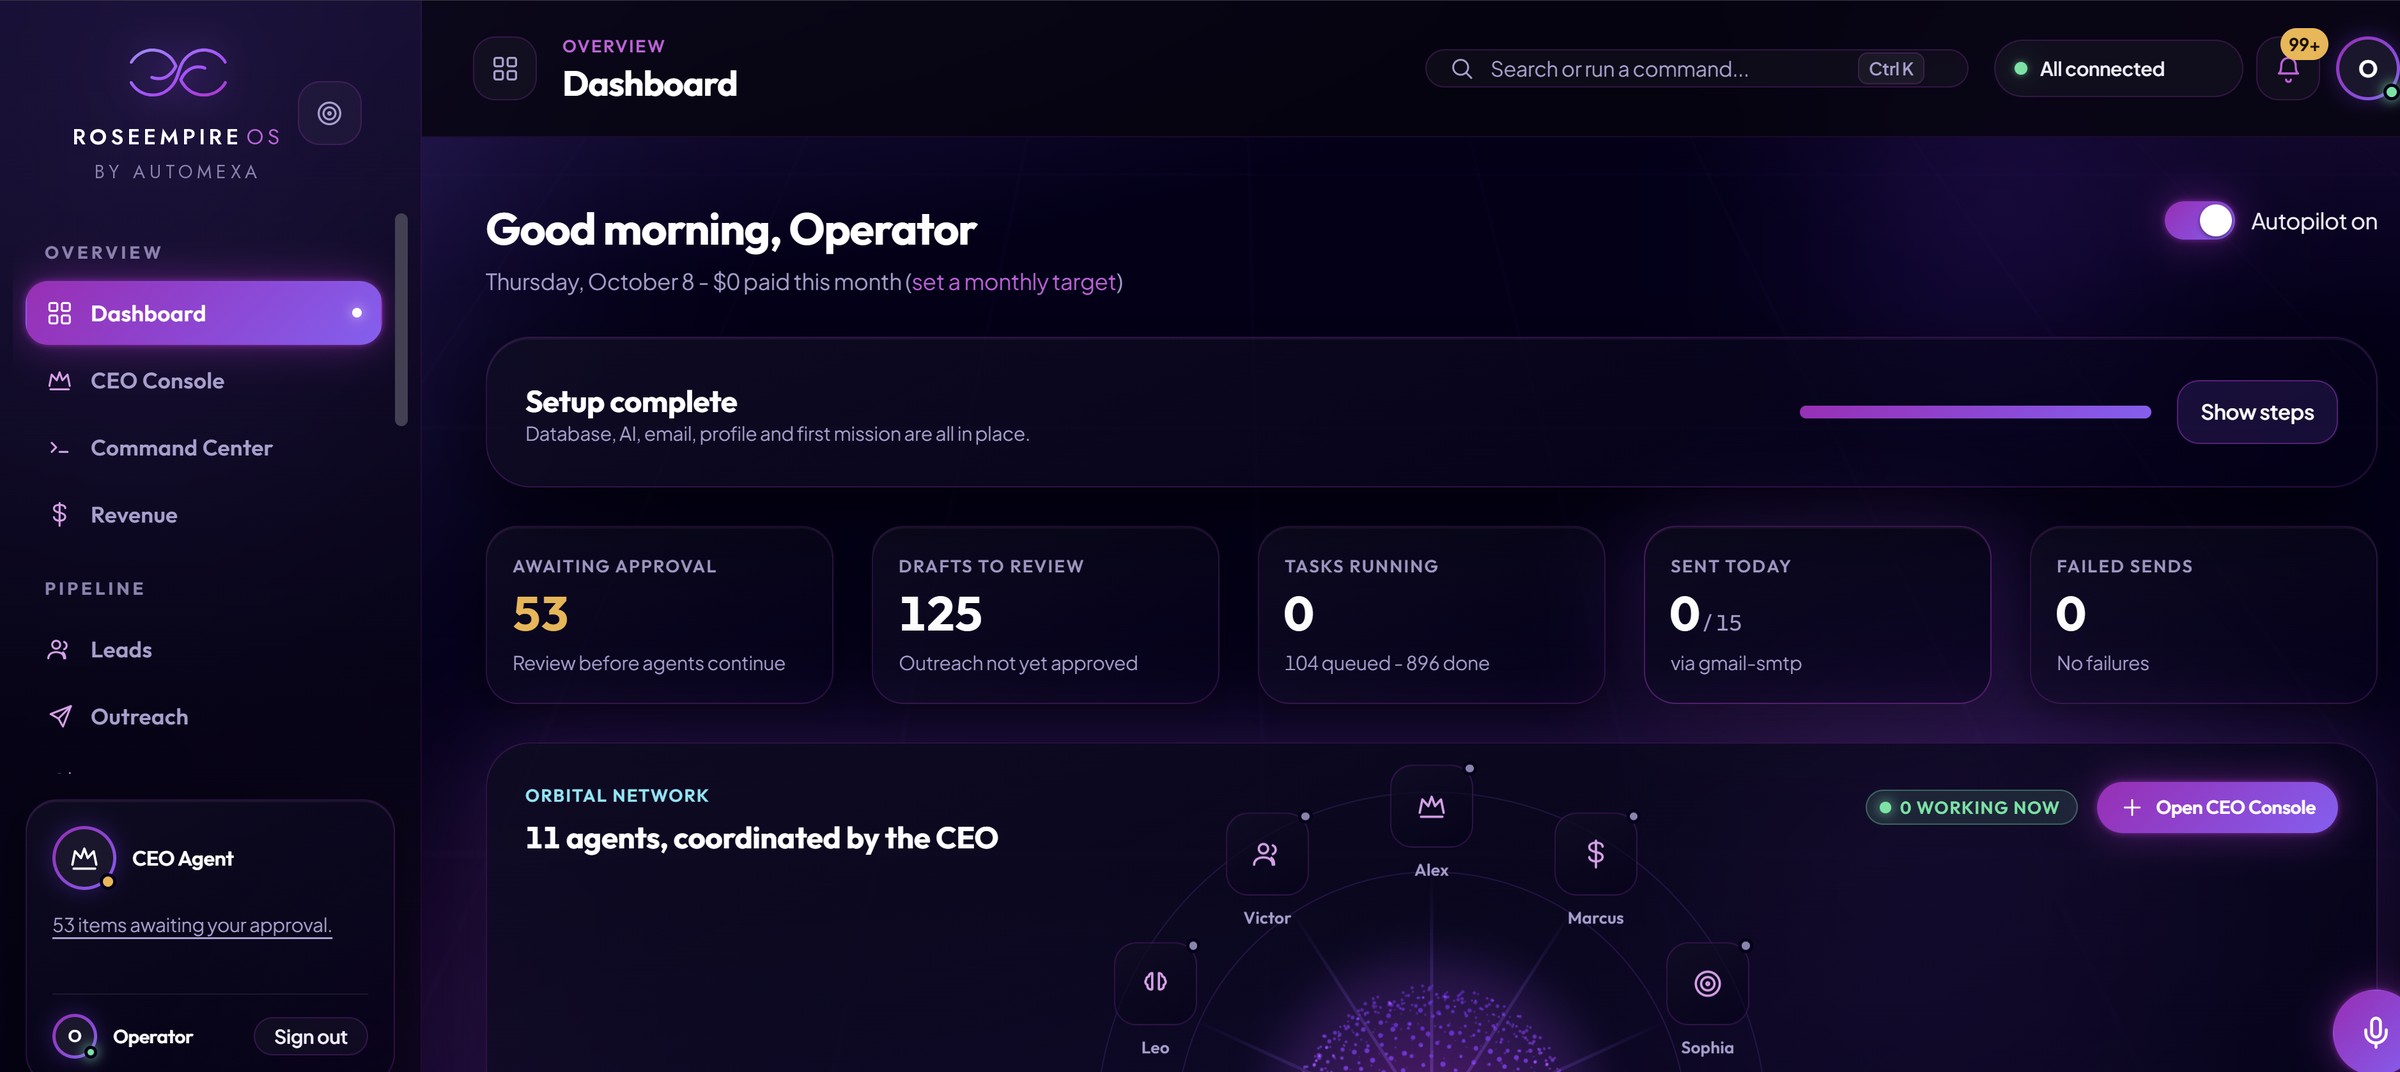 ROSEEMPIRE OS
BY AUTOMEXA
OVERVIEW
Dashboard
CEO Console
Command Center
Revenue
PIPELINE
Leads
Outreach
CEO Agent
53 items awaiting your approval.
O
Operator
Sign out
OVERVIEW
Dashboard
Search or run a command...
Ctrl K
All connected
99+
O
Good morning, Operator
Thursday, October 8 - $0 paid this month (set a monthly target)
Autopilot on
Setup complete
Database, AI, email, profile and first mission are all in place.
Show steps
AWAITING APPROVAL
53
Review before agents continue
DRAFTS TO REVIEW
125
Outreach not yet approved
TASKS RUNNING
0
104 queued - 896 done
SENT TODAY
0 / 15
via gmail-smtp
FAILED SENDS
0
No failures
ORBITAL NETWORK
11 agents, coordinated by the CEO
0 WORKING NOW
Open CEO Console
Alex
Victor
Marcus
Leo
Sophia